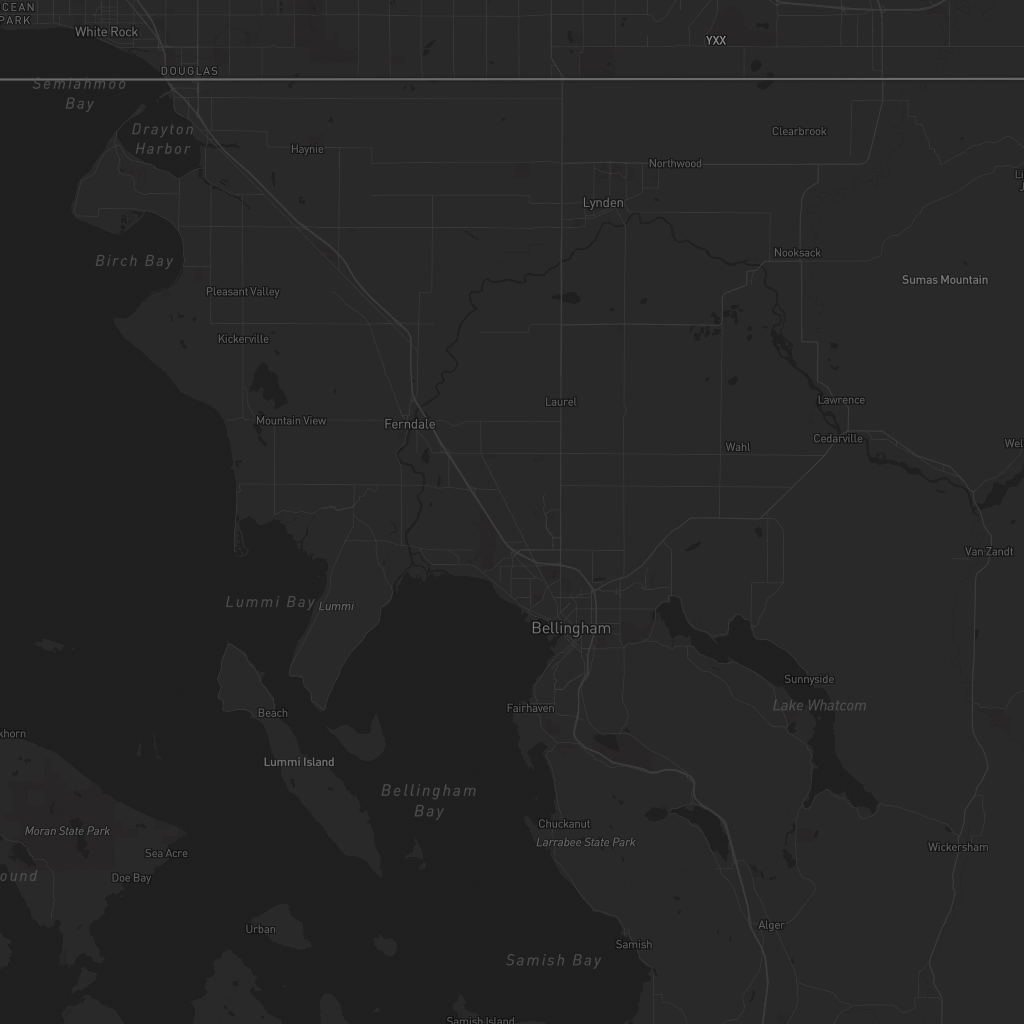 CEAN
PARK
White Rock
YXX
DOUGLAS
Semiahmoo
Bay
Drayton
Harbor
Clearbrook
Haynie
Northwood
Lynden
Nooksack
Birch Bay
Sumas Mountain
Pleasant Valley
Kickerville
Laurel
Lawrence
Mountain View
Ferndale
Cedarville
Wel
Wahl
Van Zandt
Lummi Bay
Lummi
Bellingham
Sunnyside
Lake Whatcom
Fairhaven
Beach
khorn
Lummi Island
Bellingham
Bay
Chuckanut
Moran State Park
Larrabee State Park
Wickersham
Sea Acre
ound
Doe Bay
Urban
Alger
Samish
Samish Bay
Samish Island